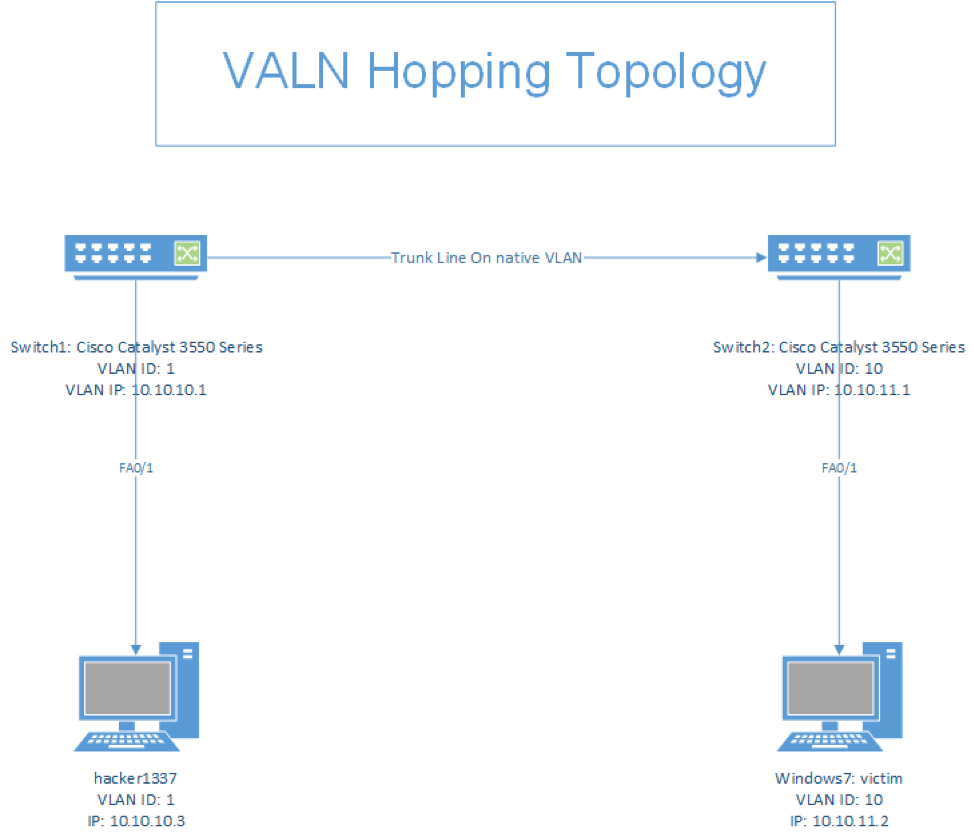 VALN Hopping Topology
Trunk Line On native VLAN
Switch1: Cisco Catalyst 3550 Series
VLAN ID: 1
VLAN IP: 10.10.10.1
Switch2: Cisco Catalyst 3550 Series
VLAN ID: 10
VLAN IP: 10.10.11.1
FA0/1
FA0/1
hacker1337
VLAN ID: 1
IP: 10.10.10.3
Windows7: victim
VLAN ID: 10
IP: 10.10.11.2